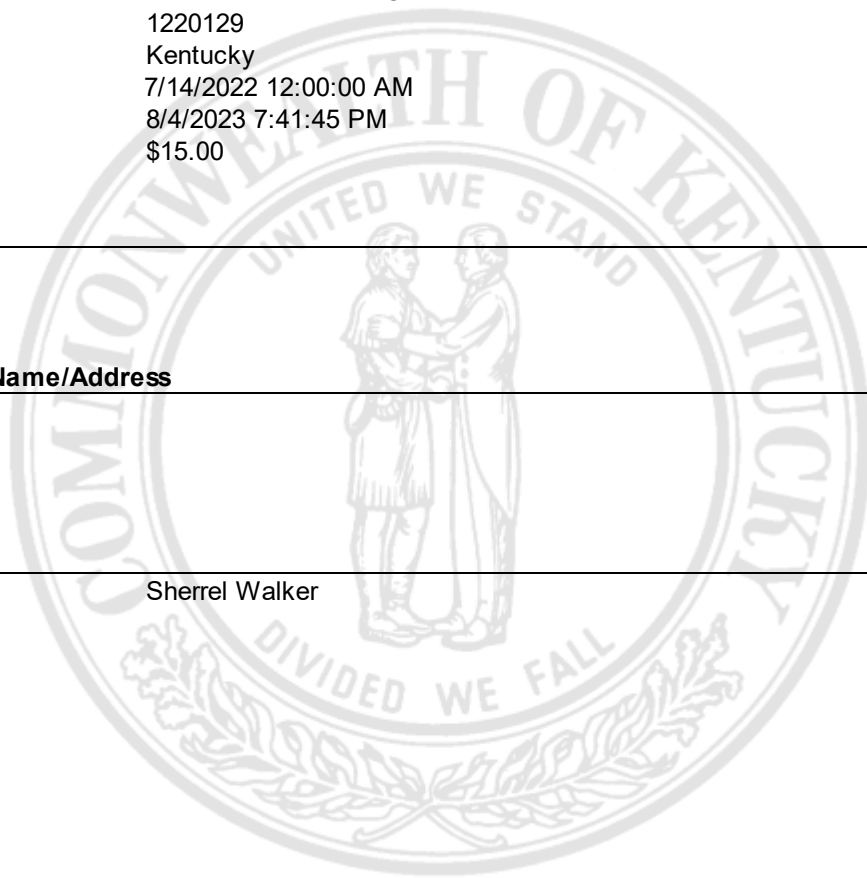 1220129
Kentucky
7/14/2022 12:00:00 AM
8/4/2023 7:41:45 PM
$15.00
COMMONWEALTH OF KENTUCKY
UNITED WE STAND
Name/Address
Sherrel Walker
DIVIDED WE FALL